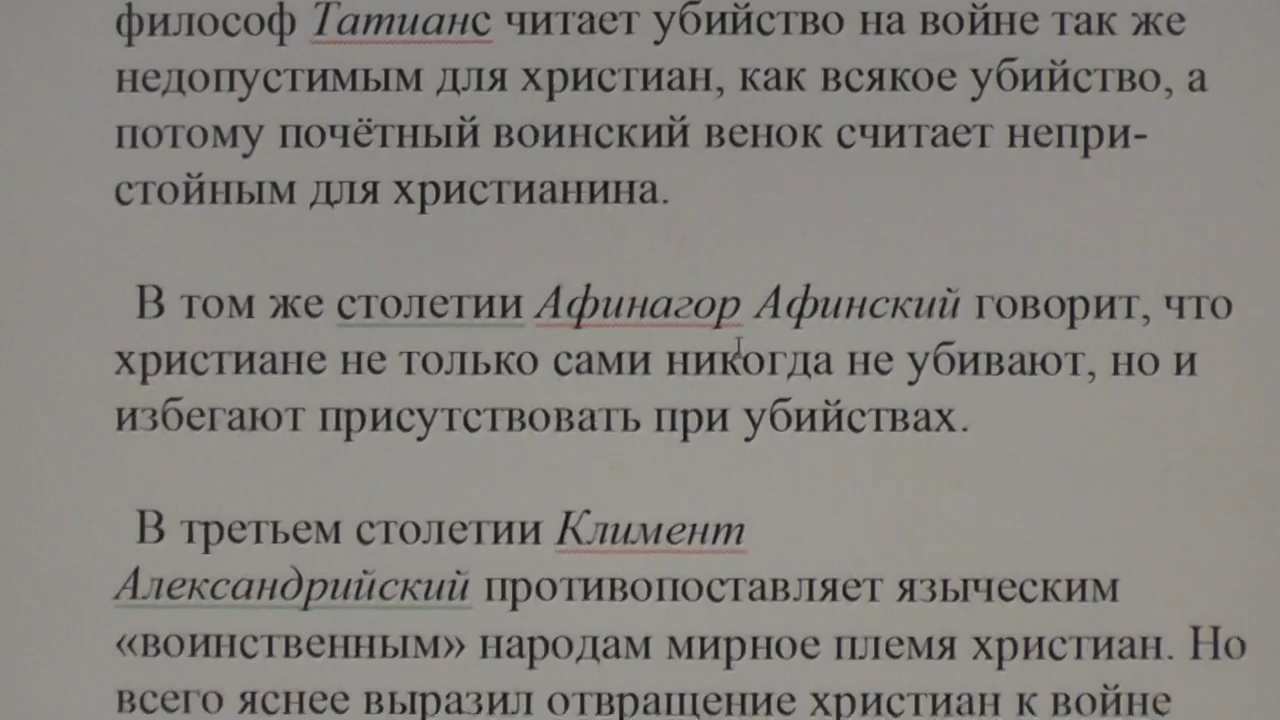 философ Татианс читает убийство на войне так же
недопустимым для христиан, как всякое убийство, а
потому почётный воинский венок считает непри-
стойным для христианина.
В том же столетии Афинагор Афинский говорит, что
христиане не только сами никогда не убивают, но и
избегают присутствовать при убийствах.
В третьем столетии Климент
Александрийский противопоставляет языческим
«воинственным» народам мирное племя христиан. Но
всего яснее выразил отвращение христиан к войне